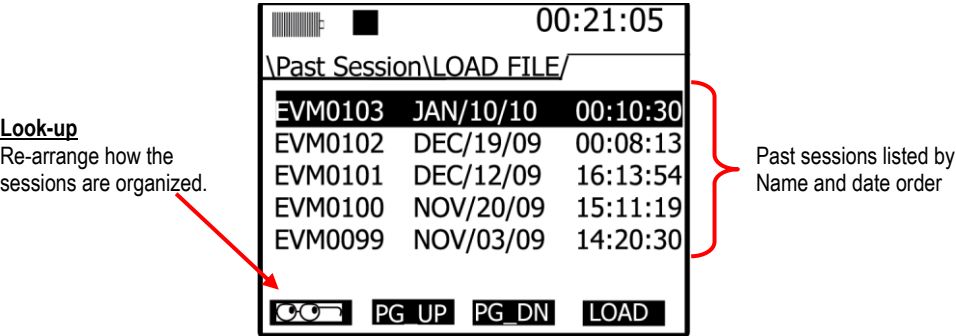 00:21:05
\Past Session\LOAD FILE/
EVM0103 JAN/10/10 00:10:30
EVM0102 DEC/19/09 00:08:13
EVM0101 DEC/12/09 16:13:54
EVM0100 NOV/20/09 15:11:19
EVM0099 NOV/03/09 14:20:30
PG_UP PG_DN LOAD
Look-up
Re-arrange how the
sessions are organized.
Past sessions listed by
Name and date order